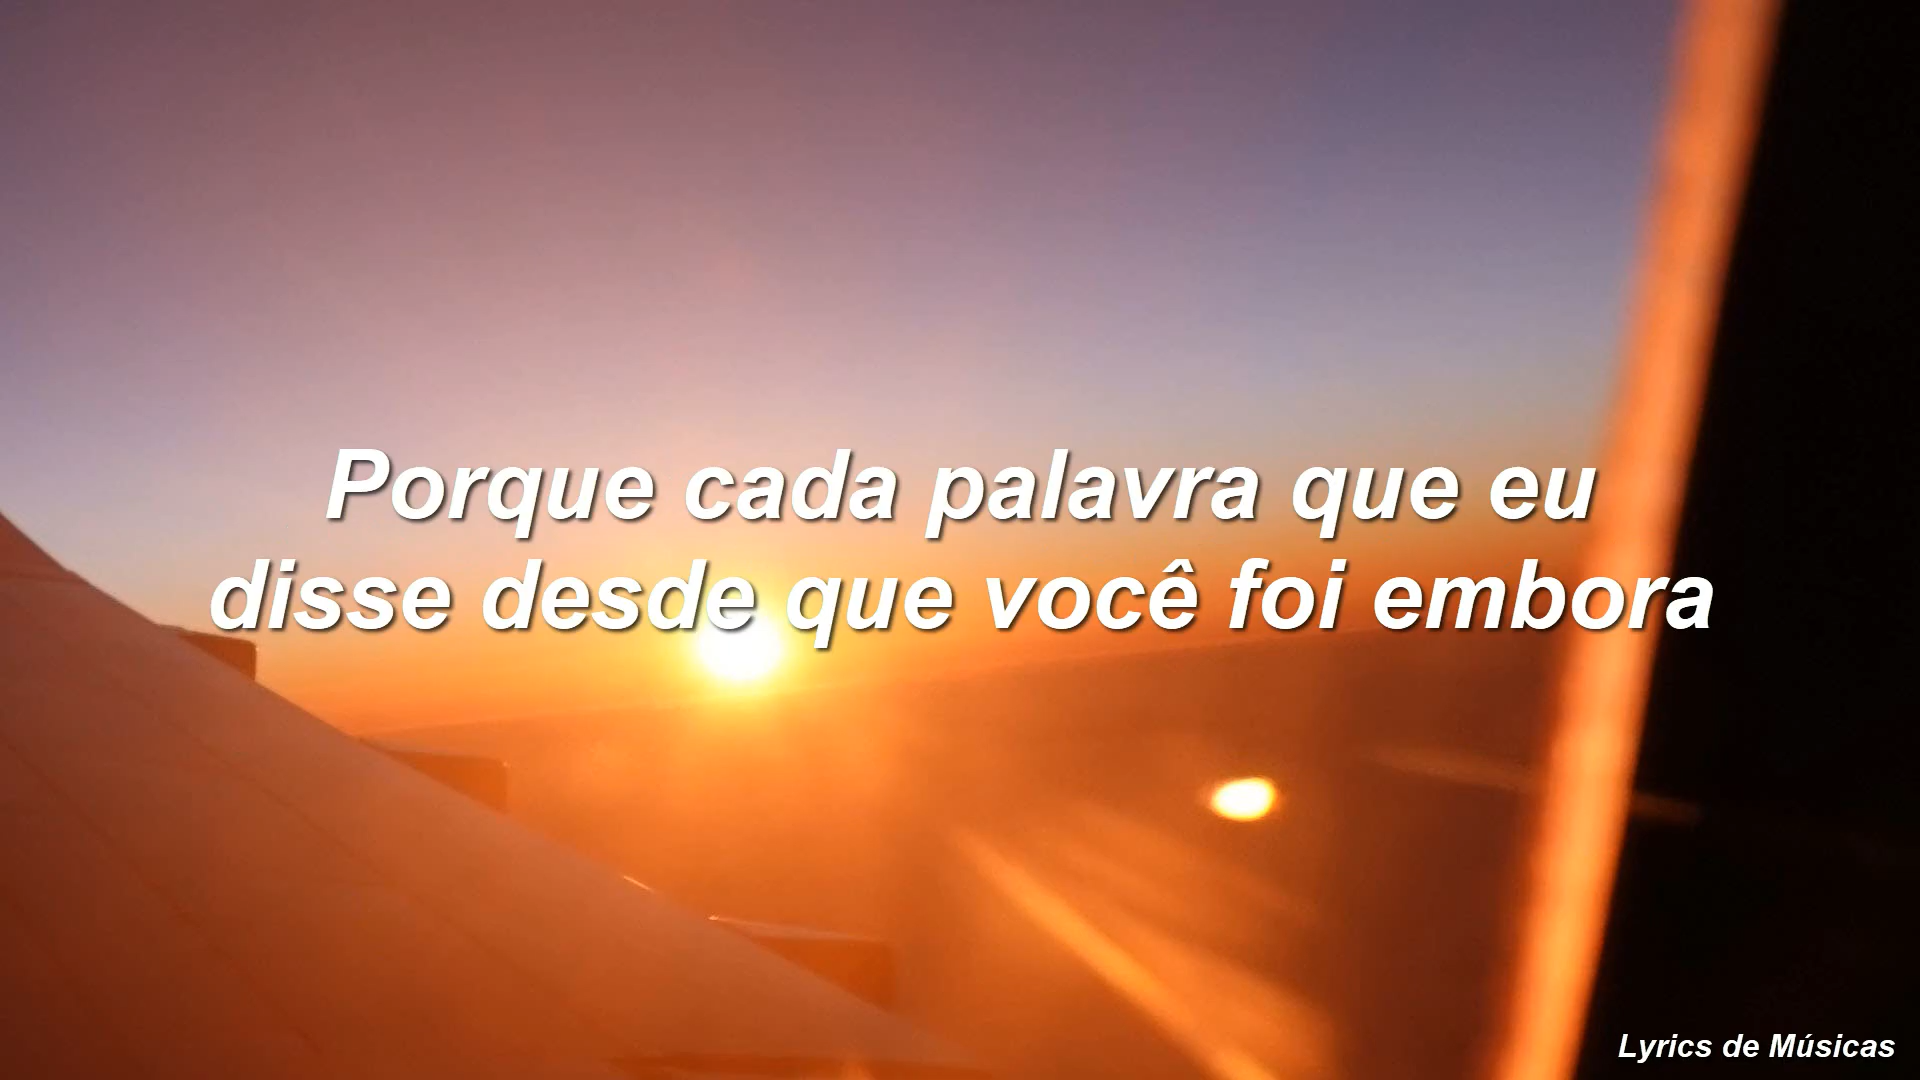 Porque cada palavra que eu
disse desde que você foi embora
Lyrics de Músicas